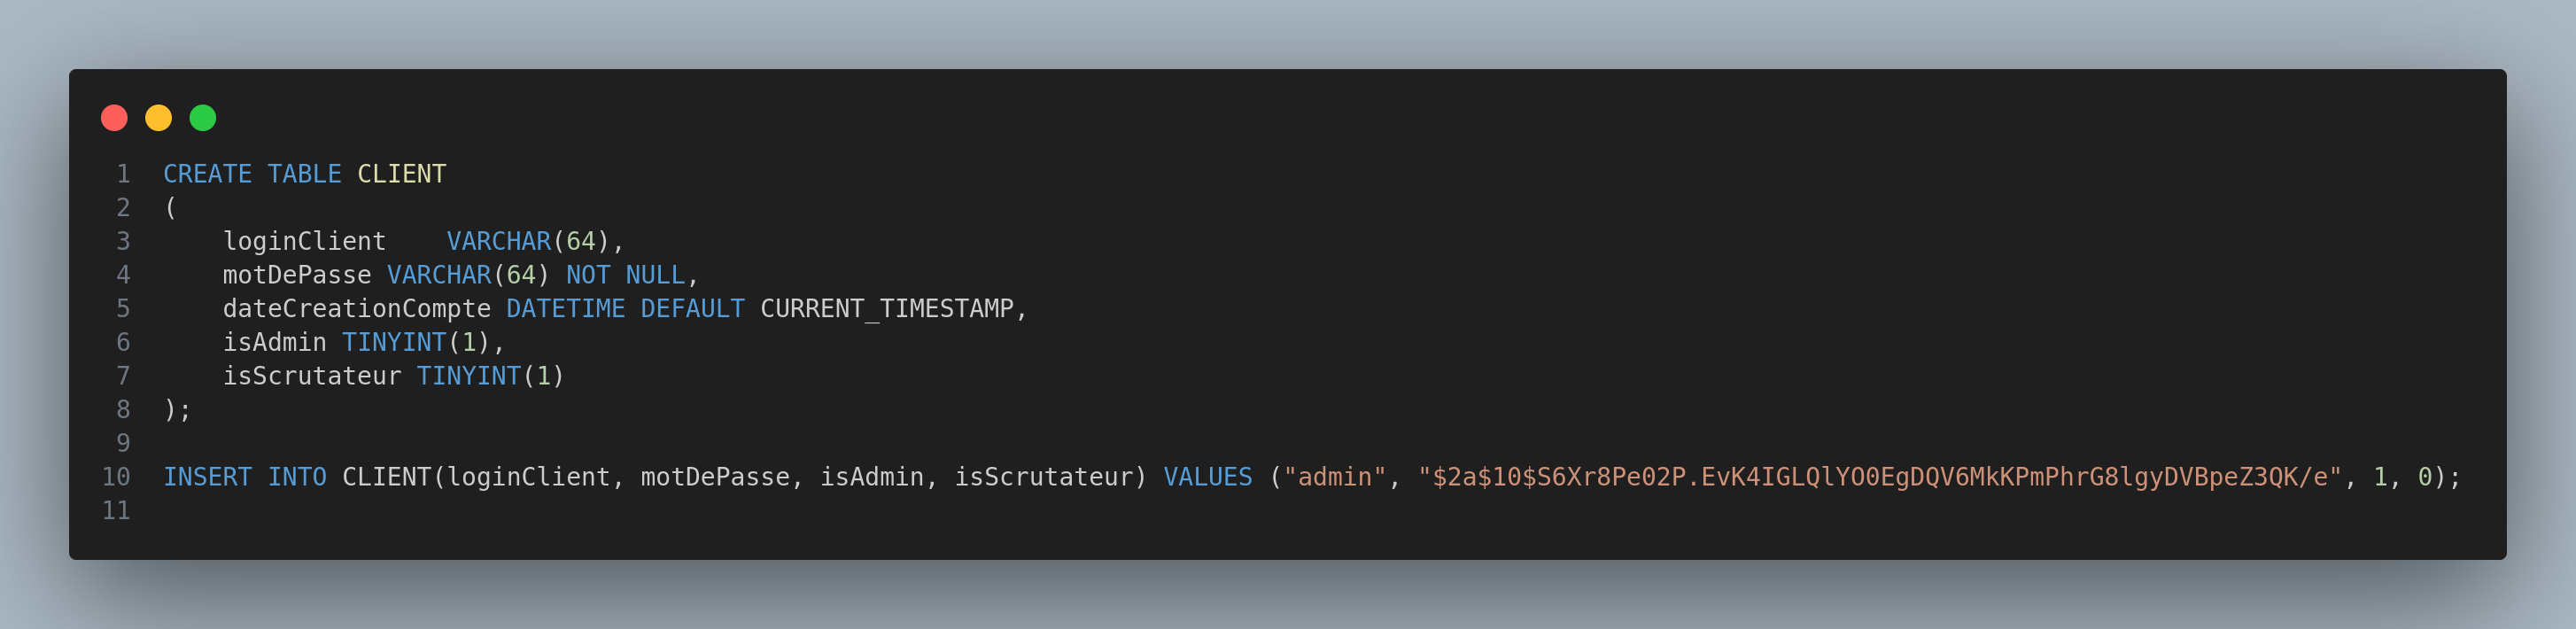 1 CREATE TABLE CLIENT
2 (
3     loginClient    VARCHAR(64),
4     motDePasse VARCHAR(64) NOT NULL,
5     dateCreationCompte DATETIME DEFAULT CURRENT_TIMESTAMP,
6     isAdmin TINYINT(1),
7     isScrutateur TINYINT(1)
8 );
9
10 INSERT INTO CLIENT(loginClient, motDePasse, isAdmin, isScrutateur) VALUES ("admin", "$2a$10$S6Xr8Pe02P.EvK4IGLQlYO0EgDQV6MkKPmPhrG8lgyDVBpeZ3QK/e", 1, 0);
11